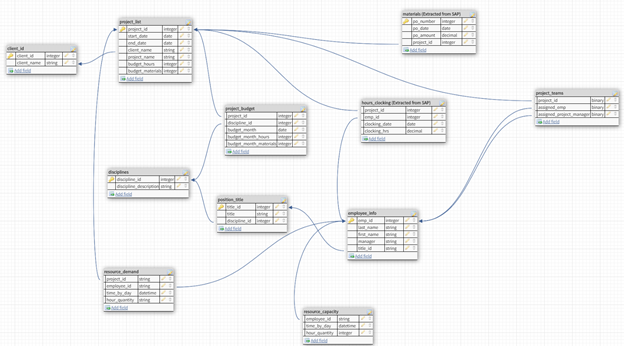 project_list
project_id integer
start_date date
end_date date
client_name string
project_name string
budget_hours integer
budget_materials integer
Add field
materials (Extracted from SAP)
po_number integer
po_date date
po_amount decimal
project_id integer
Add field
client_id
client_id integer
client_name string
Add field
project_teams
project_id binary
assigned_emp binary
assigned_project_manager binary
Add field
project_budget
project_id integer
discipline_id integer
budget_month date
budget_month_hours integer
budget_month_materials integer
Add field
hours_clocking (Extracted from SAP)
project_id integer
emp_id integer
clocking_date date
clocking_hrs decimal
Add field
disciplines
discipline_id integer
discipline_description string
Add field
position_title
title_id integer
title string
discipline_id integer
Add field
employee_info
emp_id integer
last_name string
first_name string
manager string
title_id string
Add field
resource_demand
project_id string
employee_id string
time_by_day datetime
hour_quantity string
Add field
resource_capacity
employee_id string
time_by_day datetime
hour_quantity integer
Add field